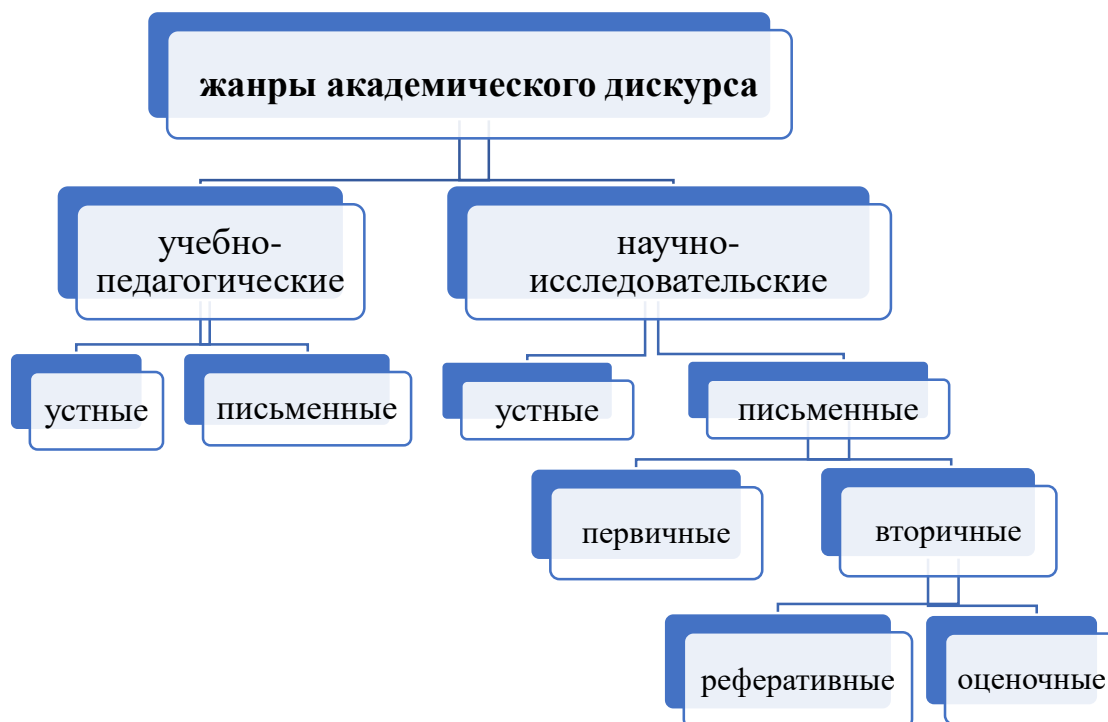 жанры академического дискурса
учебно-
педагогические
научно-
исследовательские
устные
письменные
устные
письменные
первичные
вторичные
реферативные
оценочные